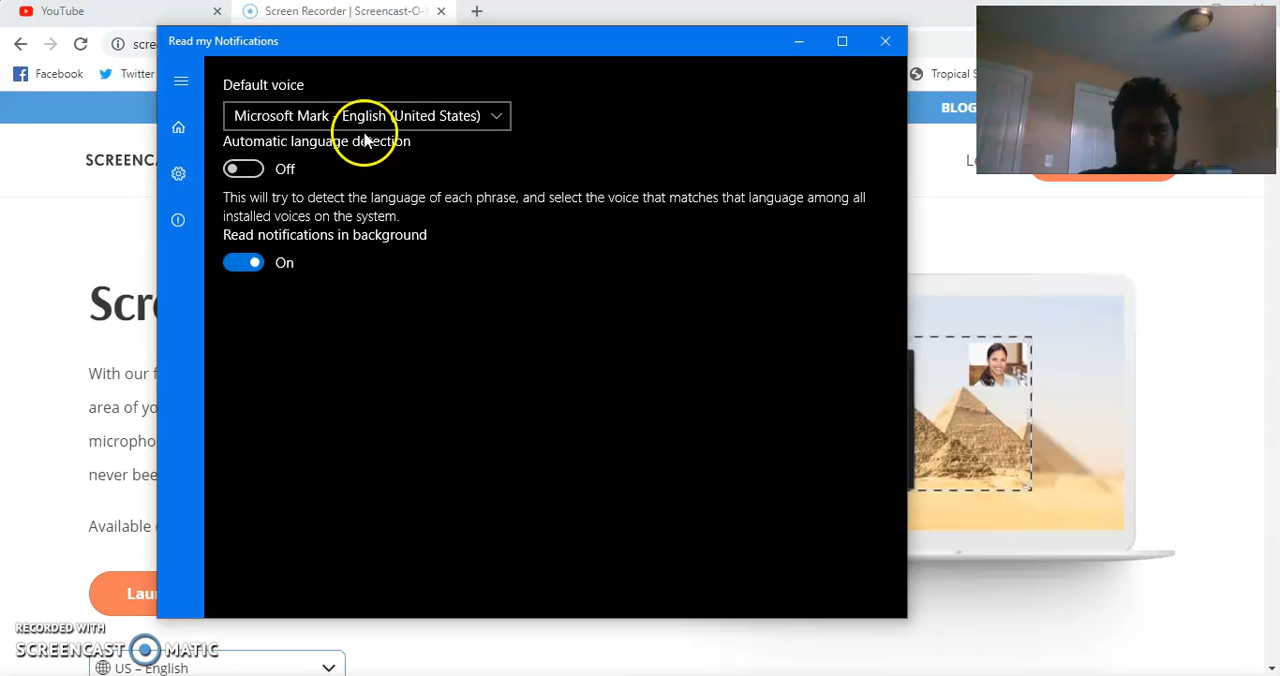 YouTube
Screen Recorder | Screencast-O-
Read my Notifications
scre
Facebook
Twitter
Tropical S
BLOG
SCREENCA
Default voice
Microsoft Mark - English (United States)
Automatic language detection
Off
This will try to detect the language of each phrase, and select the voice that matches that language among all
installed voices on the system.
Read notifications in background
On
Scr
With our f
area of yo
micropho
never bee
Available
Lau
RECORDED WITH
SCREENCAST MATIC
US – English